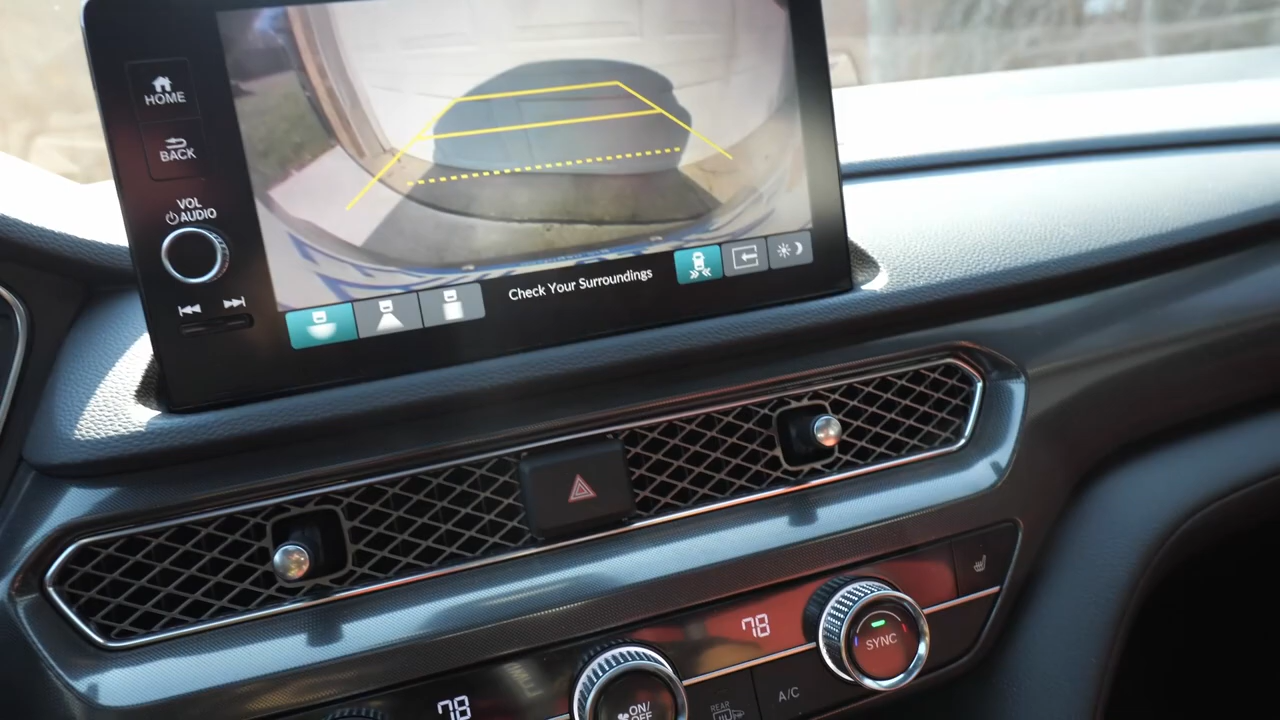 HOME
BACK
VOL
AUDIO
Check Your Surroundings
78
SYNC
78
ON/
OFF
A/C
REAR